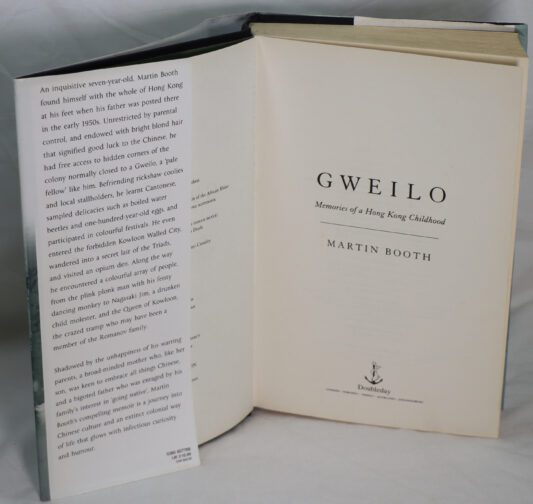 An inquisitive seven-year-old, Martin Booth
found himself with the whole of Hong Kong
at his feet when his father was posted there
in the early 1950s. Unrestricted by parental
control, and endowed with bright blond hair
that signified good luck to the Chinese, he
had free access to hidden corners of the
colony normally closed to a Gweilo, a 'pale
fellow' like him. Befriending rickshaw coolies
and local stallholders, he learnt Cantonese,
sampled delicacies such as boiled water
beetles and one-hundred-year-old eggs, and
participated in colourful festivals. He even
entered the forbidden Kowloon Walled City,
wandered into a secret lair of the Triads,
and visited an opium den. Along the way
he encountered a colourful array of people,
from the plink plonk man with his feisty
dancing monkey to Nagasaki Jim, a drunken
child molester, and the Queen of Kowloon,
the crazed tramp who may have been a
member of the Romanov family.
Shadowed by the unhappiness of his warring
parents, a broad-minded mother who, like her
son, was keen to embrace all things Chinese,
and a bigoted father who was enraged by his
family's interest in 'going native', Martin
Booth's compelling memoir is a journey into
Chinese culture and an extinct colonial way
of life that glows with infectious curiosity
and humour.
GWEILO
Memories of a Hong Kong Childhood
MARTIN BOOTH
Doubleday